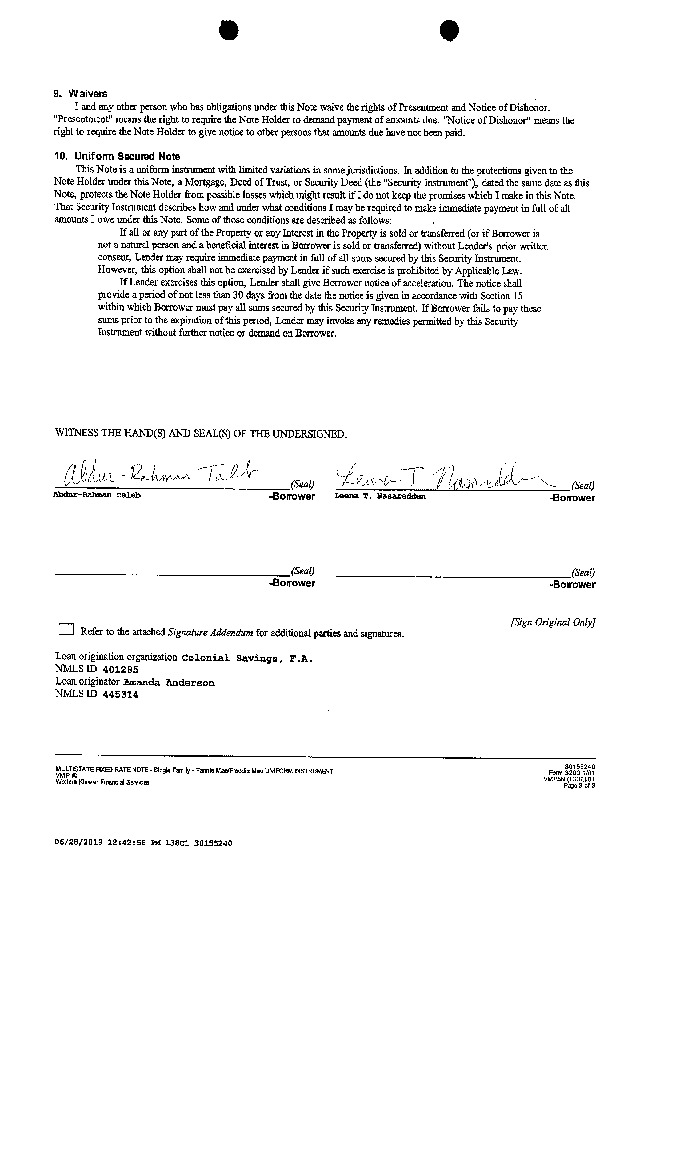 9. Waivers
I and any other person who has obligations under this Note waive the rights of Presentment and Notice of Dishonor.
"Presentment" means the right to require the Note Holder to demand payment of amounts due. "Notice of Dishonor" means the
right to require the Note Holder to give notice to other persons that amounts due have not been paid.
10. Uniform Secured Note
This Note is a uniform instrument with limited variations in some jurisdictions. In addition to the protections given to the
Note Holder under this Note, a Mortgage, Deed of Trust, or Security Deed (the "Security Instrument"), dated the same date as this
Note, protects the Note Holder from possible losses which might result if I do not keep the promises which I make in this Note.
That Security Instrument describes how and under what conditions I may be required to make immediate payment in full of all
amounts I owe under this Note. Some of those conditions are described as follows:
If all or any part of the Property or any Interest in the Property is sold or transferred (or if Borrower is
not a natural person and a beneficial interest in Borrower is sold or transferred) without Lender's prior written
consent, Lender may require immediate payment in full of all sums secured by this Security Instrument.
However, this option shall not be exercised by Lender if such exercise is prohibited by Applicable Law.
If Lender exercises this option, Lender shall give Borrower notice of acceleration. The notice shall
provide a period of not less than 30 days from the date the notice is given in accordance with Section 15
within which Borrower must pay all sums secured by this Security Instrument. If Borrower fails to pay these
sums prior to the expiration of this period, Lender may invoke any remedies permitted by this Security
Instrument without further notice or demand on Borrower.
WITNESS THE HAND(S) AND SEAL(S) OF THE UNDERSIGNED.
Abdur-Rahman Taleb (Seal) Leena T (Seal)
Abdur-Rahman Taleb -Borrower Leena T. Nasaredden -Borrower
(Seal) (Seal)
-Borrower -Borrower
[Sign Original Only]
Refer to the attached Signature Addendum for additional parties and signatures.
Loan origination organization Colonial Savings, F.A.
NMLS ID 401285
Loan originator Amanda Anderson
NMLS ID 445314
MULTISTATE FIXED RATE NOTE - Single Family - Fannie Mae/Freddie Mac UNIFORM INSTRUMENT 30155240
VMP ® Form 3200 1/01
Wolters Kluwer Financial Services
Page 3 of 3
06/28/2013 12:42:56 PM 30155240